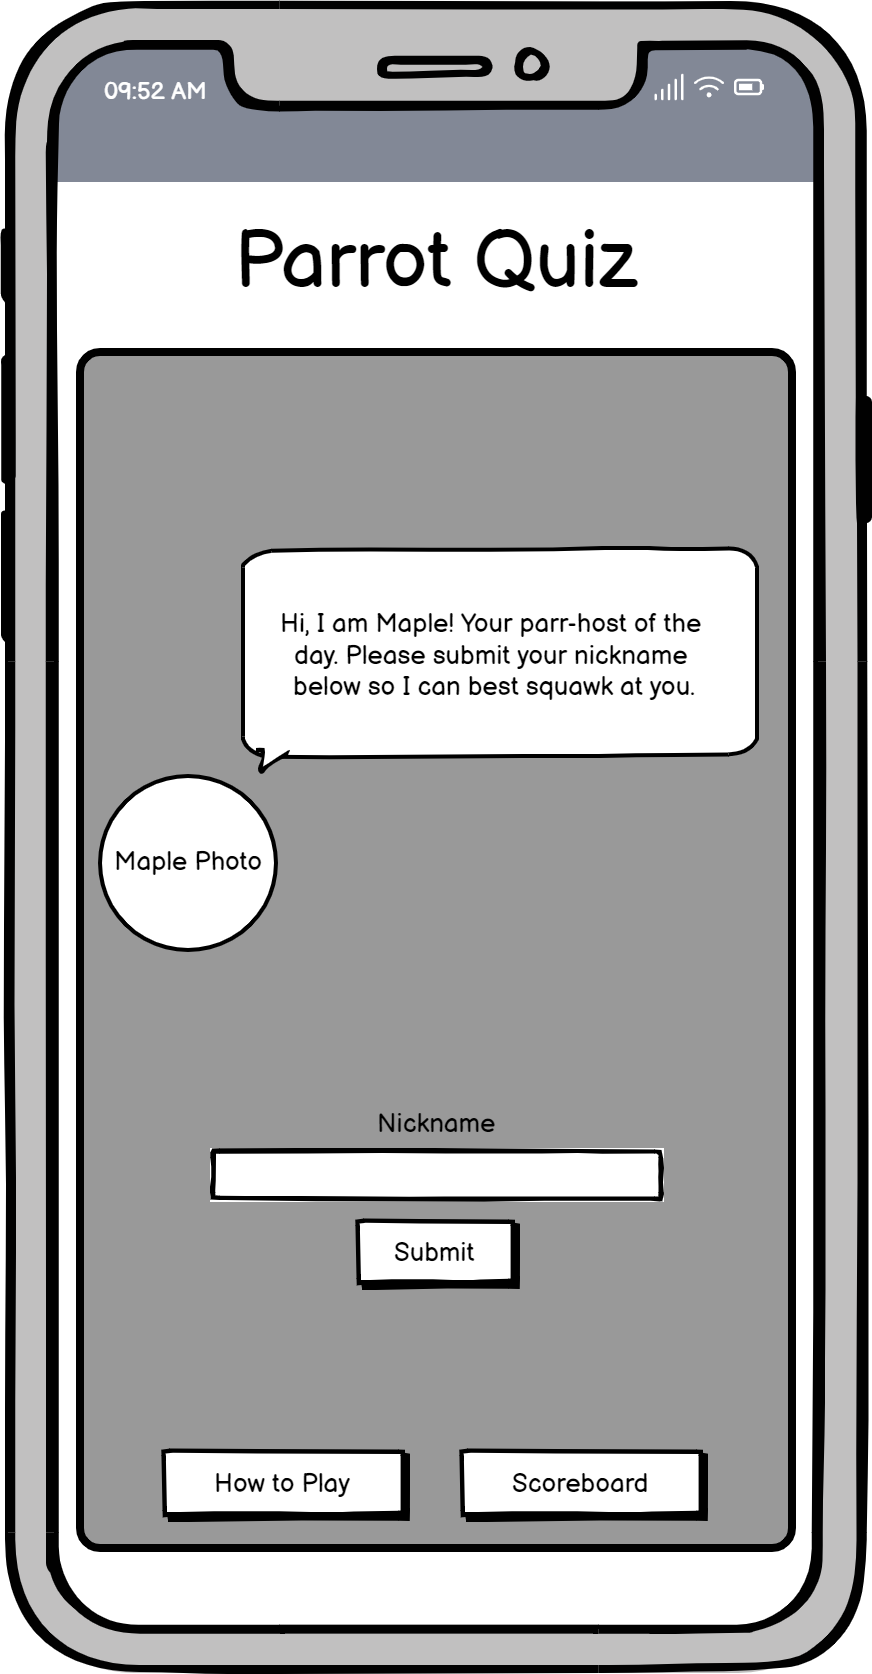 09:52 AM
Parrot Quiz
Hi, I am Maple! Your parr-host of the
day. Please submit your nickname
below so I can best squawk at you.
Maple Photo
Nickname
Submit
How to Play
Scoreboard